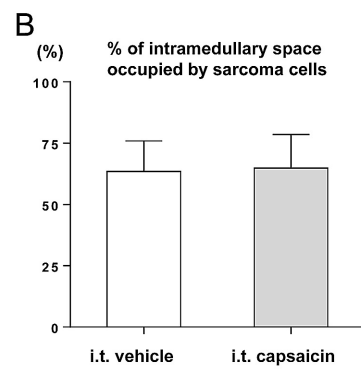 B
(%)
% of intramedullary space
occupied by sarcoma cells
100
75
50
25
0
i.t. vehicle
i.t. capsaicin